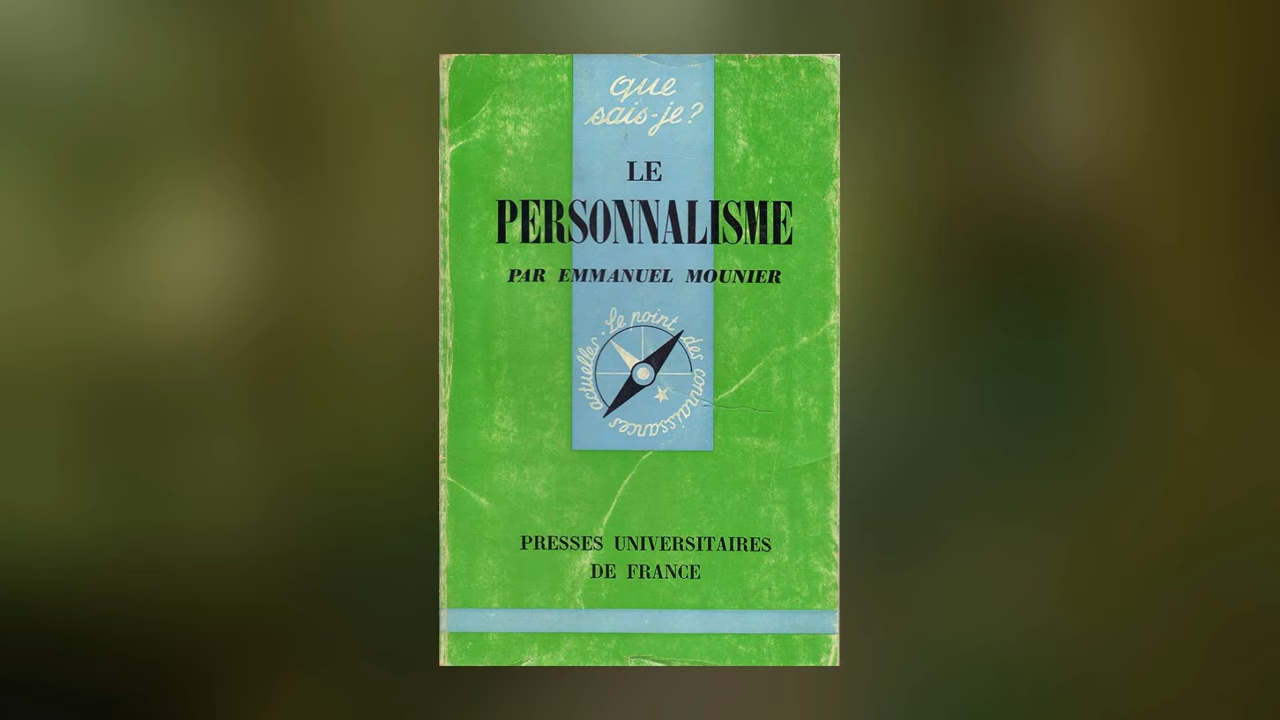 que
sais-je?
LE
PERSONNALISME
PAR EMMANUEL MOUNIER
Le point des connaissances actuelles.
PRESSES UNIVERSITAIRES
DE FRANCE